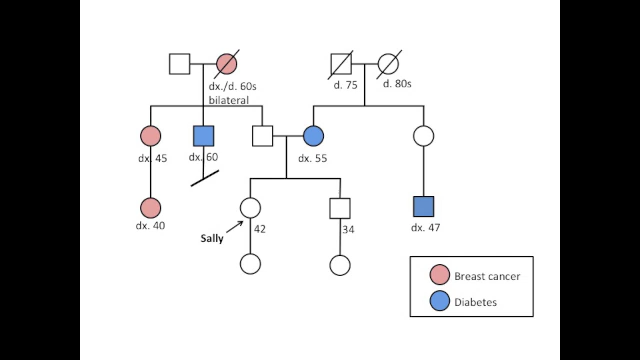 dx./d. 60s
bilateral
d. 75
d. 80s
dx. 45
dx. 60
dx. 55
dx. 40
Sally
42
34
dx. 47
Breast cancer
Diabetes